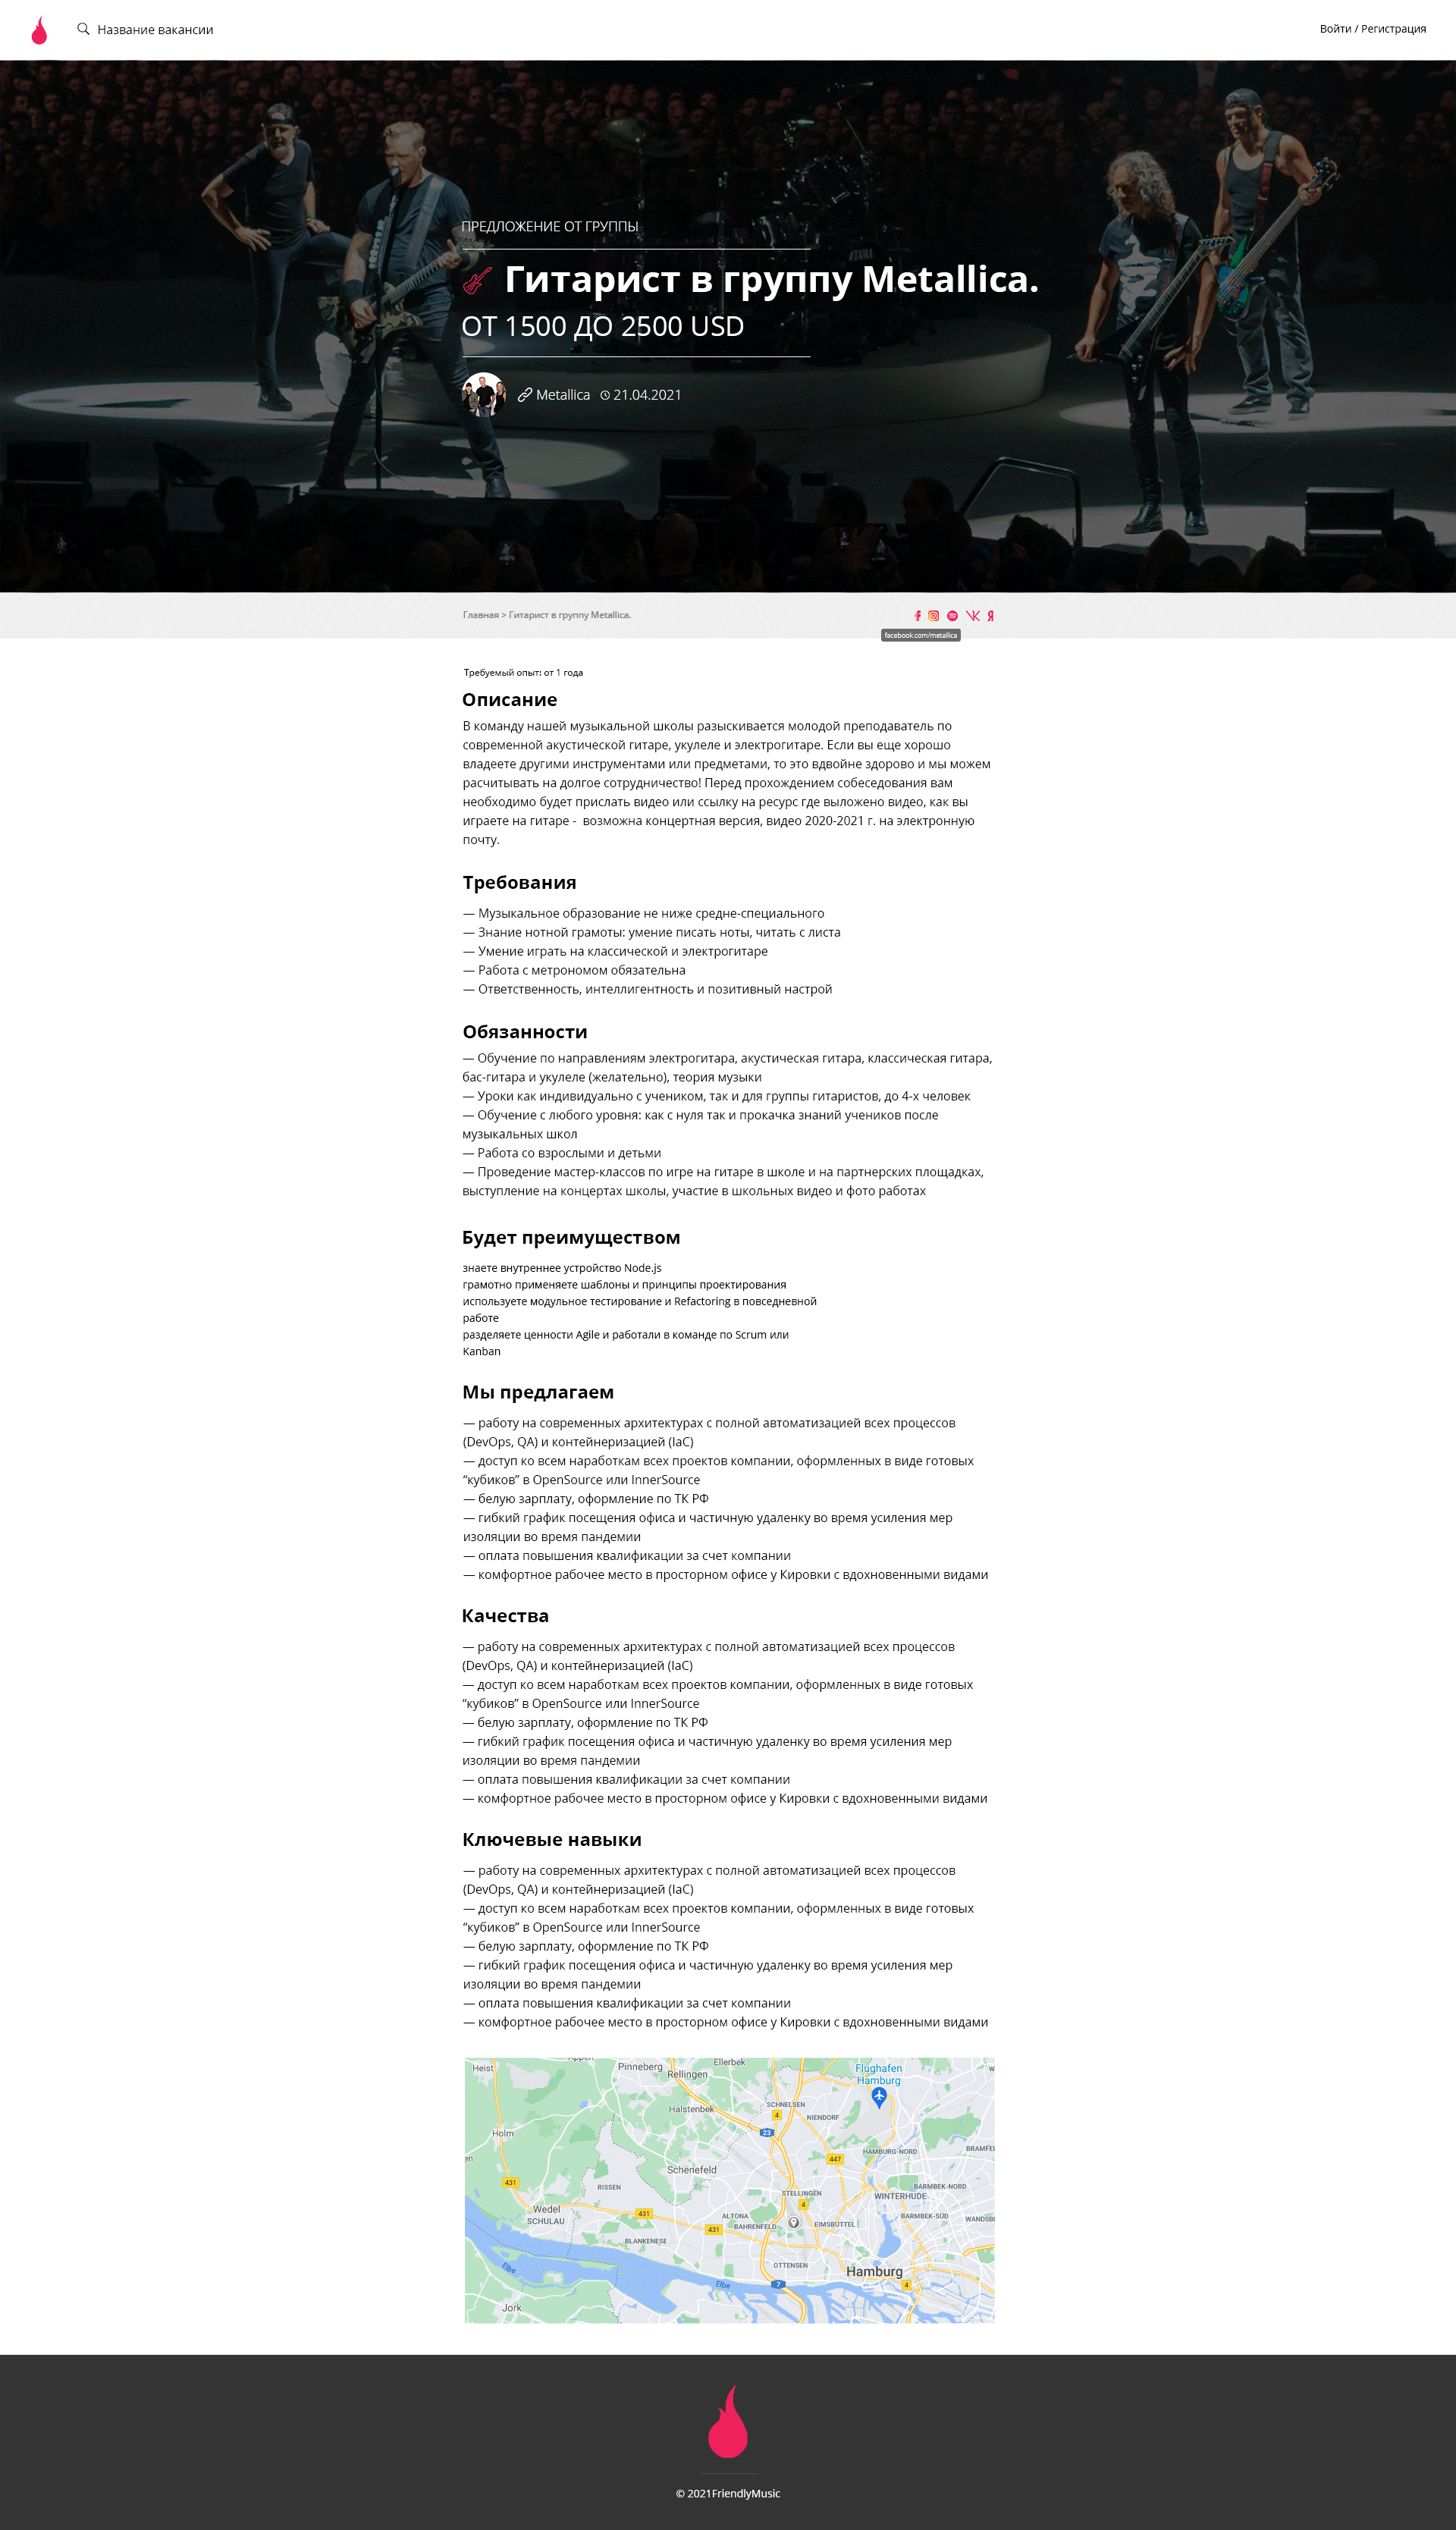 Название вакансии
Войти / Регистрация
ПРЕДЛОЖЕНИЕ ОТ ГРУППЫ
Гитарист в группу Metallica.
ОТ 1500 ДО 2500 USD
Metallica 21.04.2021
Главная > Гитарист в группу Metallica.
facebook.com/metallica
Требуемый опыт: от 1 года
Описание
В команду нашей музыкальной школы разыскивается молодой преподаватель по
современной акустической гитаре, укулеле и электрогитаре. Если вы еще хорошо
владеете другими инструментами или предметами, то это вдвойне здорово и мы можем
расчитывать на долгое сотрудничество! Перед прохождением собеседования вам
необходимо будет прислать видео или ссылку на ресурс где выложено видео, как вы
играете на гитаре -  возможна концертная версия, видео 2020-2021 г. на электронную
почту.
Требования
— Музыкальное образование не ниже средне-специального
— Знание нотной грамоты: умение писать ноты, читать с листа
— Умение играть на классической и электрогитаре
— Работа с метрономом обязательна
— Ответственность, интеллигентность и позитивный настрой
Обязанности
— Обучение по направлениям электрогитара, акустическая гитара, классическая гитара,
бас-гитара и укулеле (желательно), теория музыки
— Уроки как индивидуально с учеником, так и для группы гитаристов, до 4-х человек
— Обучение с любого уровня: как с нуля так и прокачка знаний учеников после
музыкальных школ
— Работа со взрослыми и детьми
— Проведение мастер-классов по игре на гитаре в школе и на партнерских площадках,
выступление на концертах школы, участие в школьных видео и фото работах
Будет преимуществом
знаете внутреннее устройство Node.js
грамотно применяете шаблоны и принципы проектирования
используете модульное тестирование и Refactoring в повседневной
работе
разделяете ценности Agile и работали в команде по Scrum или
Kanban
Мы предлагаем
— работу на современных архитектурах с полной автоматизацией всех процессов
(DevOps, QA) и контейнеризацией (IaC)
— доступ ко всем наработкам всех проектов компании, оформленных в виде готовых
“кубиков” в OpenSource или InnerSource
— белую зарплату, оформление по ТК РФ
— гибкий график посещения офиса и частичную удаленку во время усиления мер
изоляции во время пандемии
— оплата повышения квалификации за счет компании
— комфортное рабочее место в просторном офисе у Кировки с вдохновенными видами
Качества
— работу на современных архитектурах с полной автоматизацией всех процессов
(DevOps, QA) и контейнеризацией (IaC)
— доступ ко всем наработкам всех проектов компании, оформленных в виде готовых
“кубиков” в OpenSource или InnerSource
— белую зарплату, оформление по ТК РФ
— гибкий график посещения офиса и частичную удаленку во время усиления мер
изоляции во время пандемии
— оплата повышения квалификации за счет компании
— комфортное рабочее место в просторном офисе у Кировки с вдохновенными видами
Ключевые навыки
— работу на современных архитектурах с полной автоматизацией всех процессов
(DevOps, QA) и контейнеризацией (IaC)
— доступ ко всем наработкам всех проектов компании, оформленных в виде готовых
“кубиков” в OpenSource или InnerSource
— белую зарплату, оформление по ТК РФ
— гибкий график посещения офиса и частичную удаленку во время усиления мер
изоляции во время пандемии
— оплата повышения квалификации за счет компании
— комфортное рабочее место в просторном офисе у Кировки с вдохновенными видами
Heist
Pinneberg
Ellerbek
Rellingen
Flughafen
Hamburg
Halstenbek
SCHNELSEN
4
NIENDORF
Holm
23
HAMBURG-NORD
447
Schenefeld
431
RISSEN
STELLINGEN
BARMBEK-NORD
WINTERHUDE
4
Wedel
SCHULAU
431
ALTONA
BAHRENFELD
431
EIMSBÜTTEL
BARMBEK-SÜD
BLANKENESE
OTTENSEN
Elbe
Hamburg
Elbe
7
4
Jork
© 2021FriendlyMusic